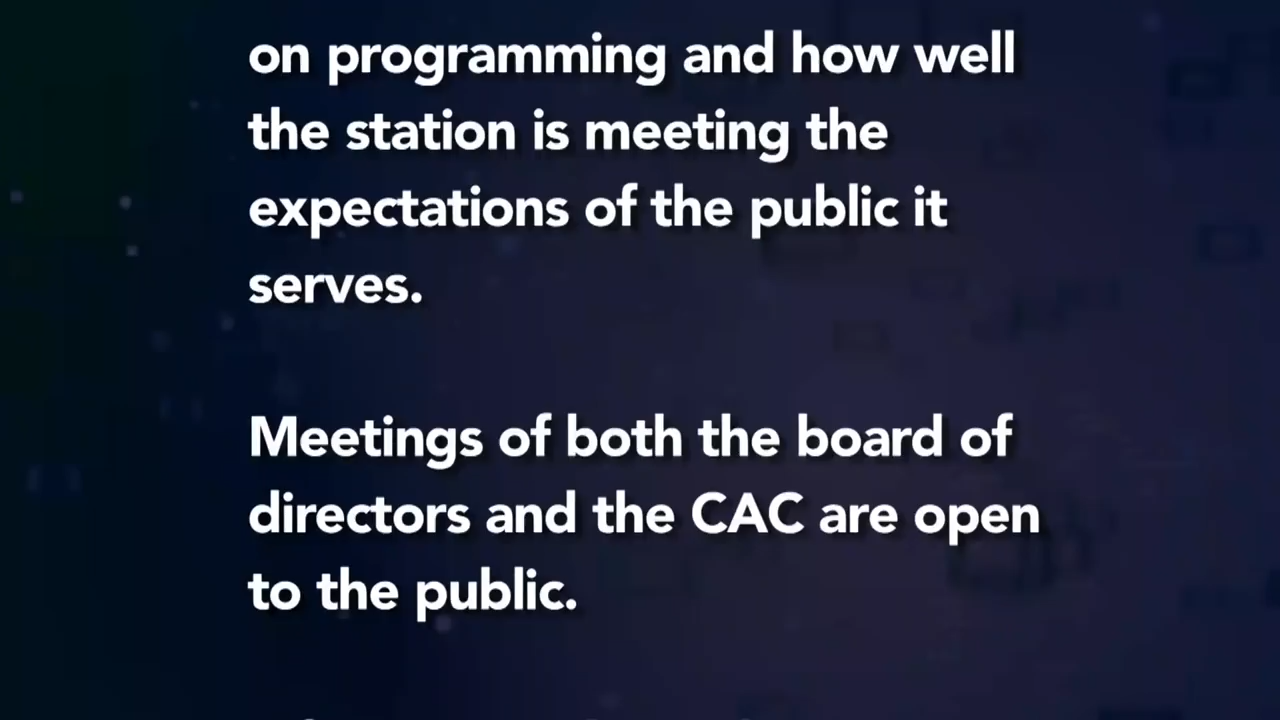 on programming and how well
the station is meeting the
expectations of the public it
serves.
Meetings of both the board of
directors and the CAC are open
to the public.